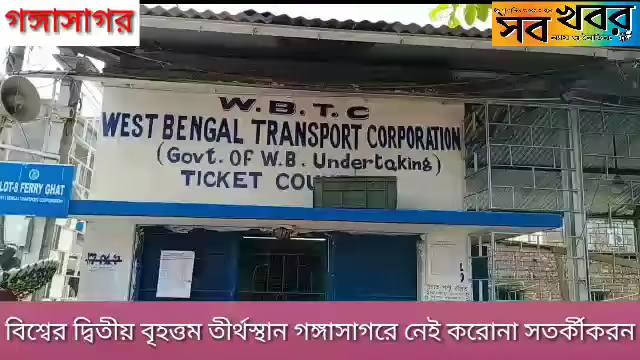 গঙ্গাসাগর
সব খবর
W.B.T.C
WEST BENGAL TRANSPORT CORPORATION
(Govt. OF W.B. Undertaking)
TICKET COU
LOT-8 FERRY GHAT
বিশ্বের দ্বিতীয় বৃহত্তম তীর্থস্থান গঙ্গাসাগরে নেই করোনা সতর্কীকরন